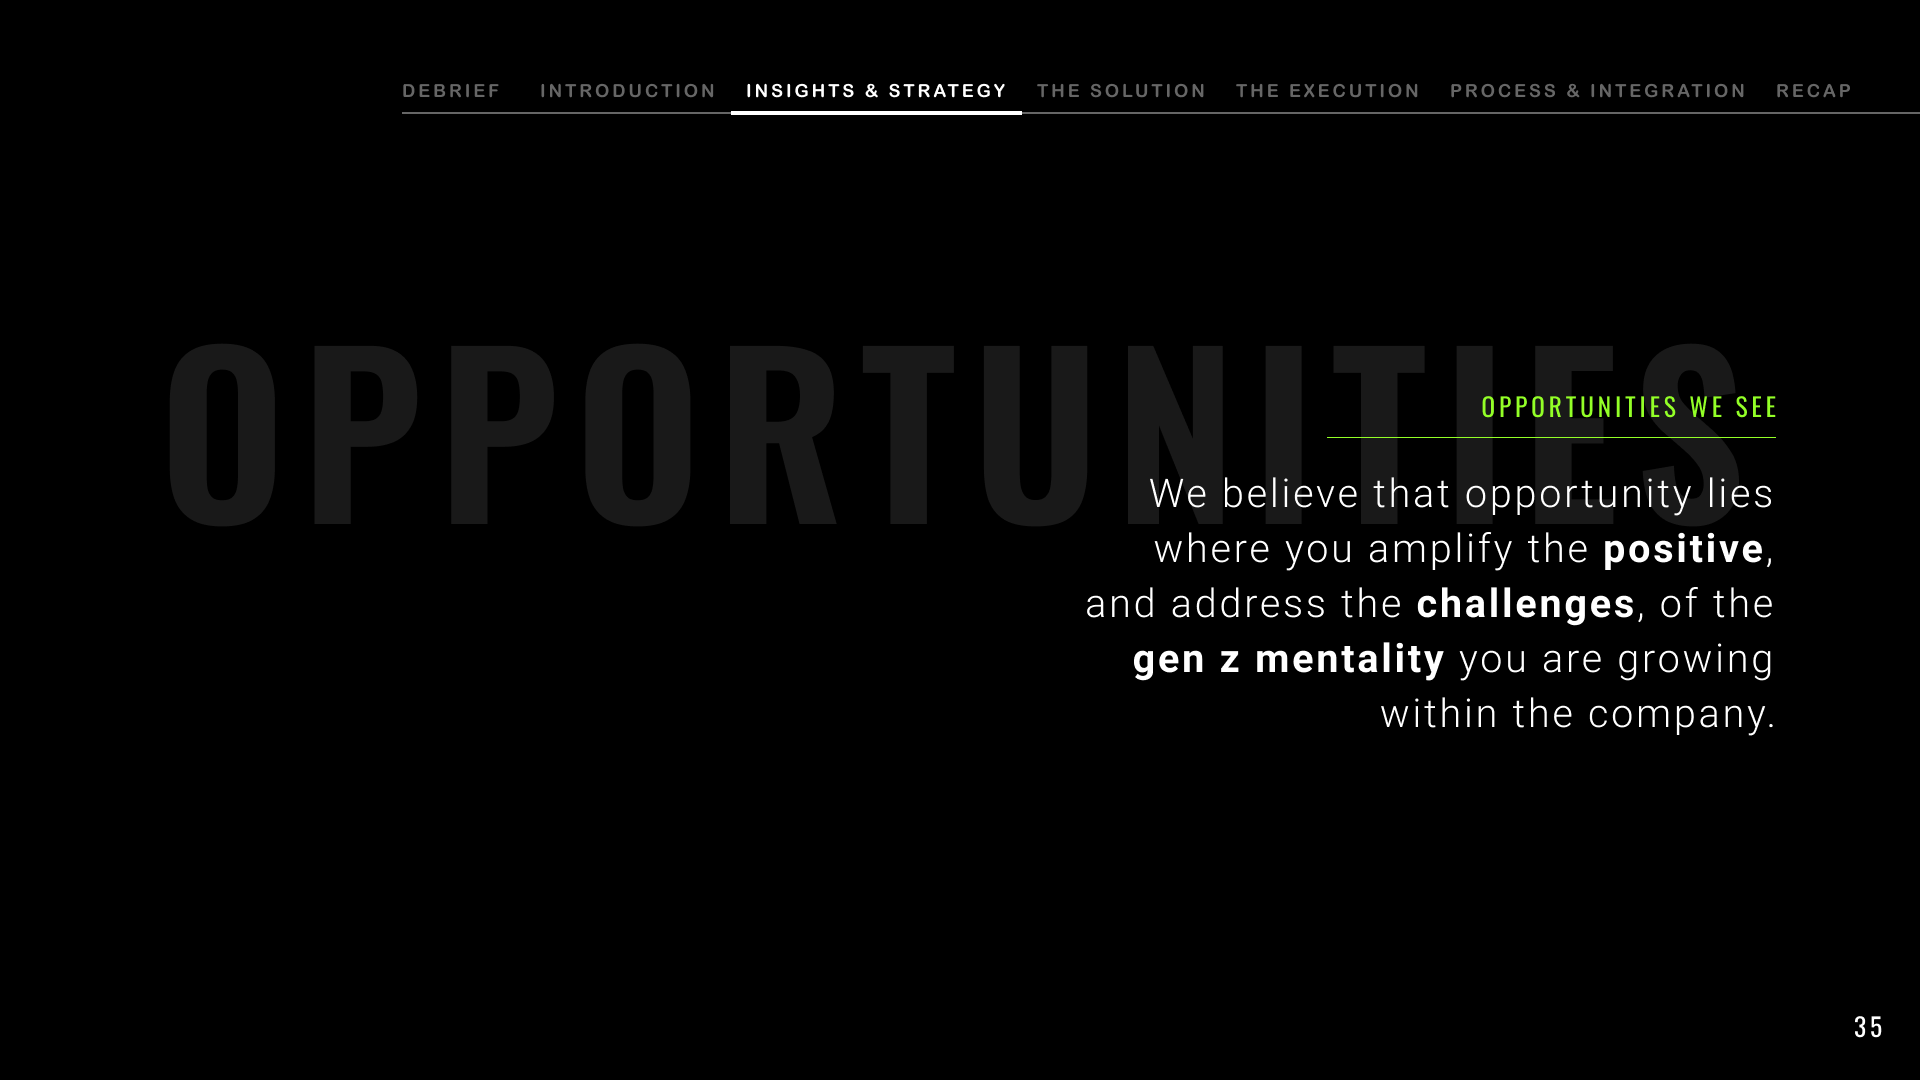 DEBRIEF INTRODUCTION INSIGHTS & STRATEGY THE SOLUTION THE EXECUTION PROCESS & INTEGRATION RECAP
OPPORTUNITIES
OPPORTUNITIES WE SEE
We believe that opportunity lies
where you amplify the positive,
and address the challenges, of the
gen z mentality you are growing
within the company.
35